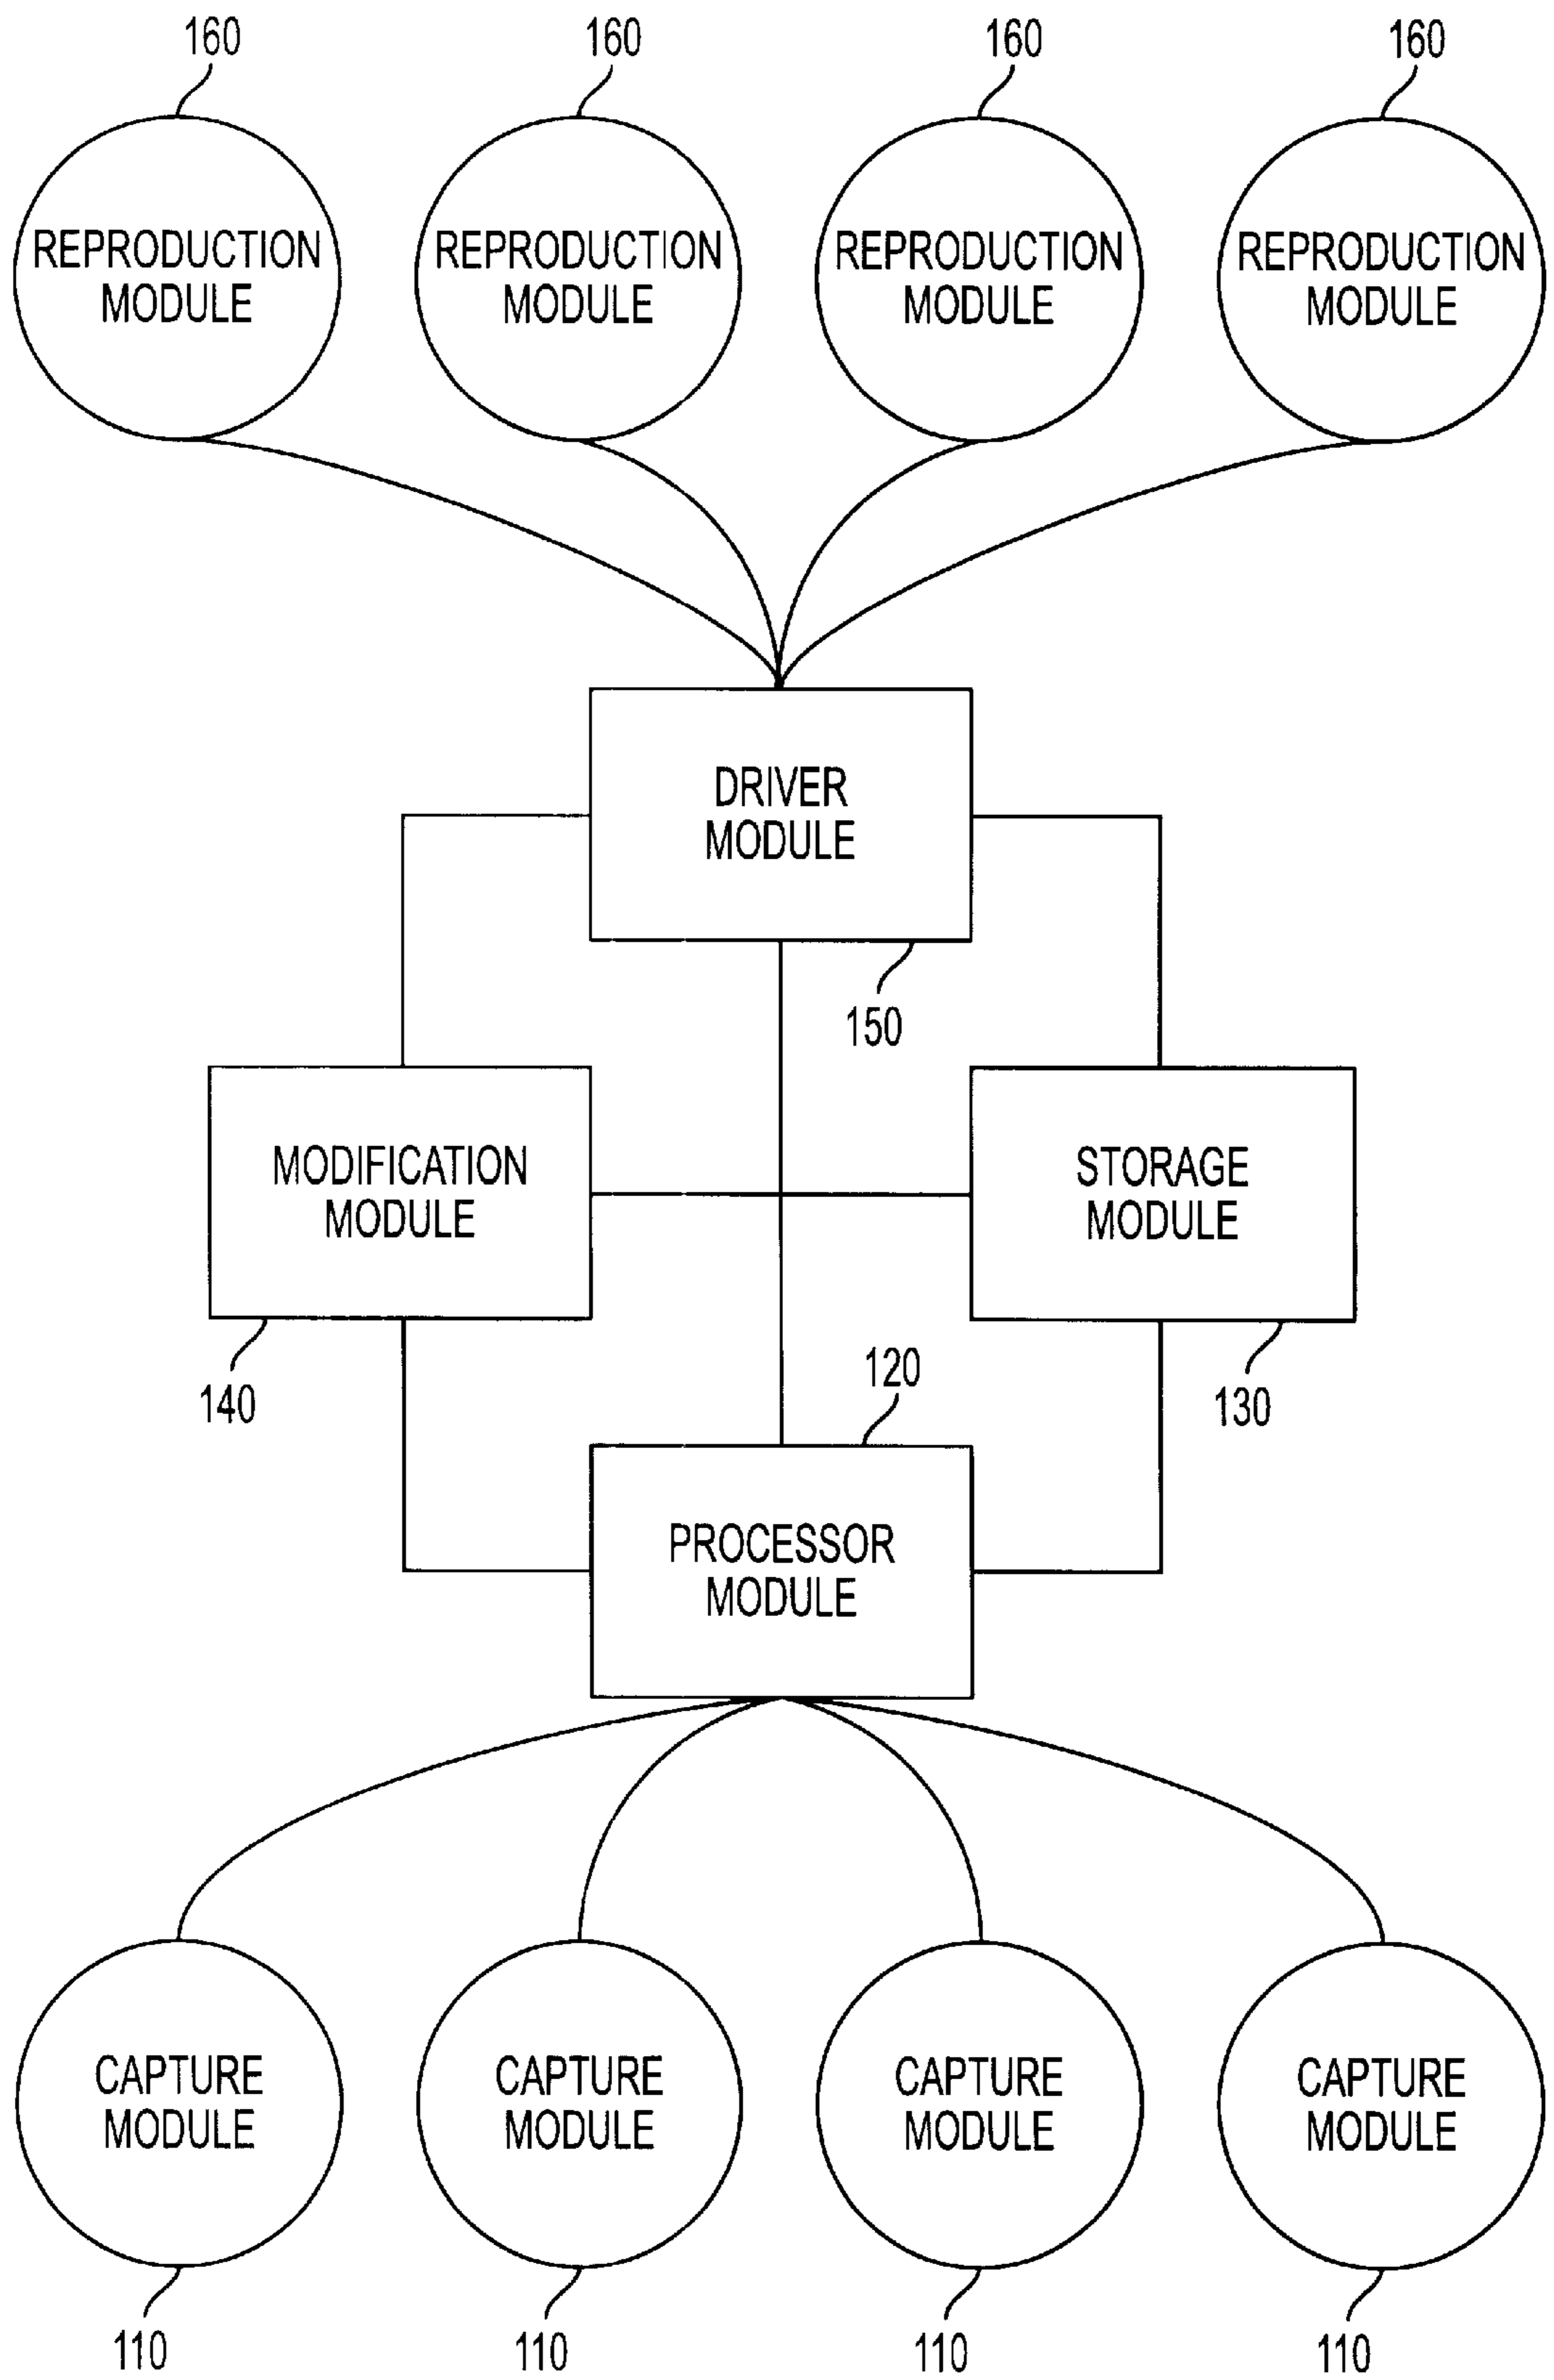 160 160 160 160
REPRODUCTION MODULE
REPRODUCTION MODULE
REPRODUCTION MODULE
REPRODUCTION MODULE
DRIVER
MODULE
150
MODIFICATION
MODULE
STORAGE
MODULE
140
120
130
PROCESSOR
MODULE
CAPTURE
MODULE
CAPTURE
MODULE
CAPTURE
MODULE
CAPTURE
MODULE
110 110 110 110